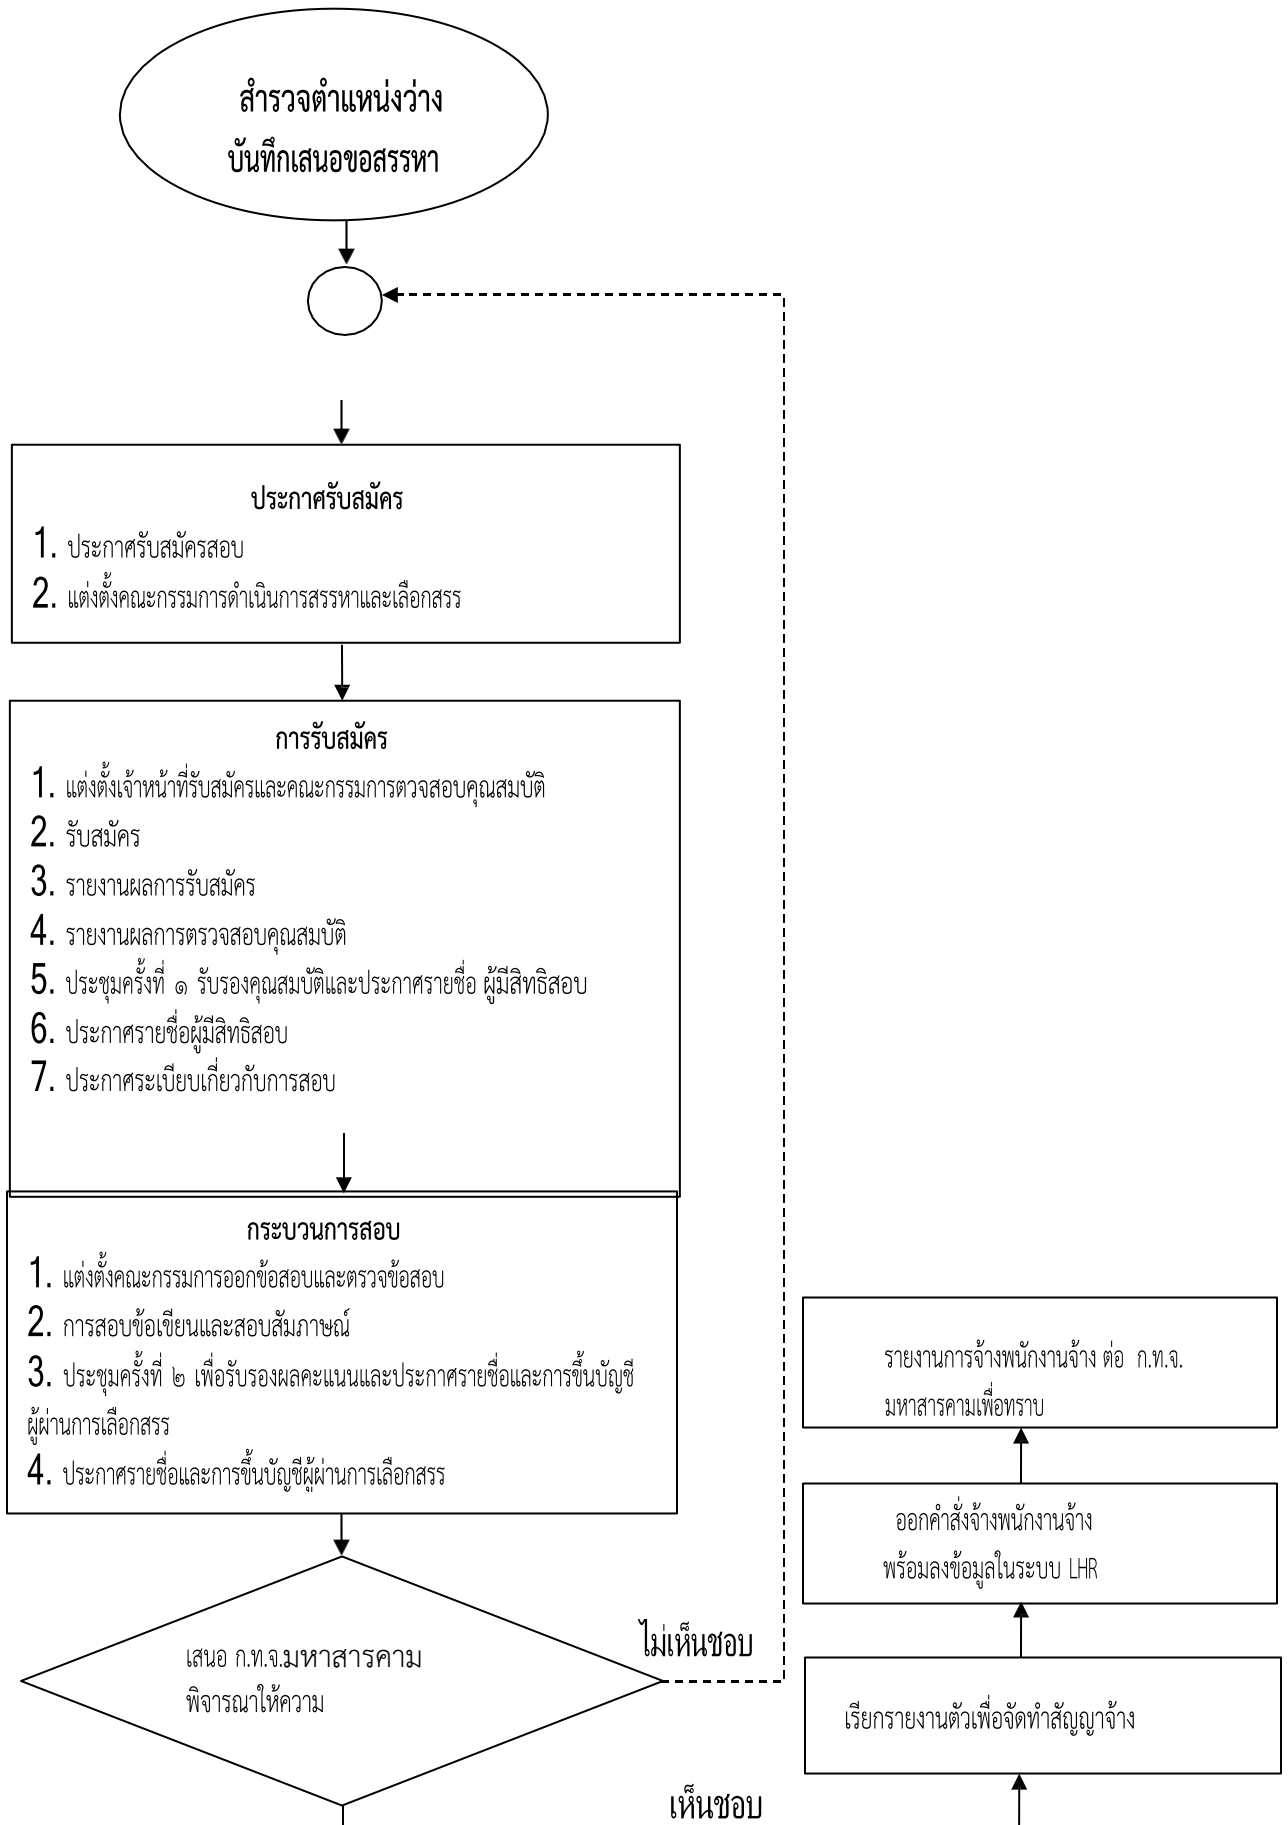 สำรวจตำแหน่งว่าง
บันทึกเสนอขอสรรหา
ประกาศรับสมัคร
1. ประกาศรับสมัครสอบ
2. แต่งตั้งคณะกรรมการดำเนินการสรรหาและเลือกสรร
การรับสมัคร
1. แต่งตั้งเจ้าหน้าที่รับสมัครและคณะกรรมการตวจสอบคุณสมบัติ
2. รับสมัคร
3. รายงานผลการรับสมัคร
4. รายงานผลการตรวจสอบคุณสมบัติ
5. ประชุมครั้งที่ ๑ รับรองคุณสมบัติและประกาศรายชื่อ ผู้มีสิทธิสอบ
6. ประกาศรายชื่อผู้มีสิทธิสอบ
7. ประกาศระเบียบเกี่ยวกับการสอบ
กระบวนการสอบ
1. แต่งตั้งคณะกรรมการออกข้อสอบและตรวจข้อสอบ
2. การสอบข้อเขียนและสอบสัมภาษณ์
3. ประชุมครั้งที่ ๒ เพื่อรับรองผลคะแนนและประกาศรายชื่อและการขึ้นบัญชี
ผู้ผ่านการเลือกสรร
4. ประกาศรายชื่อและการขึ้นบัญชีผู้ผ่านการเลือกสรร
เสนอ ก.ท.จ.มหาสารคาม
พิจารณาให้ความ
ไม่เห็นชอบ
เห็นชอบ
รายงานการจ้างพนักงานจ้าง ต่อ ก.ท.จ.
มหาสารคามเพื่อทราบ
ออกคำสั่งจ้างพนักงานจ้าง
พร้อมลงข้อมูลในระบบ LHR
เรียกรายงานตัวเพื่อจัดทำสัญญาจ้าง